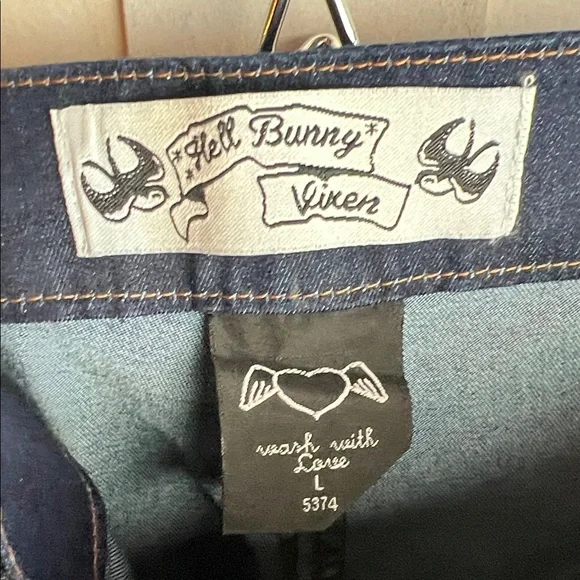 *Hell Bunny*
*
Vixen
wash with
Love
L
5374